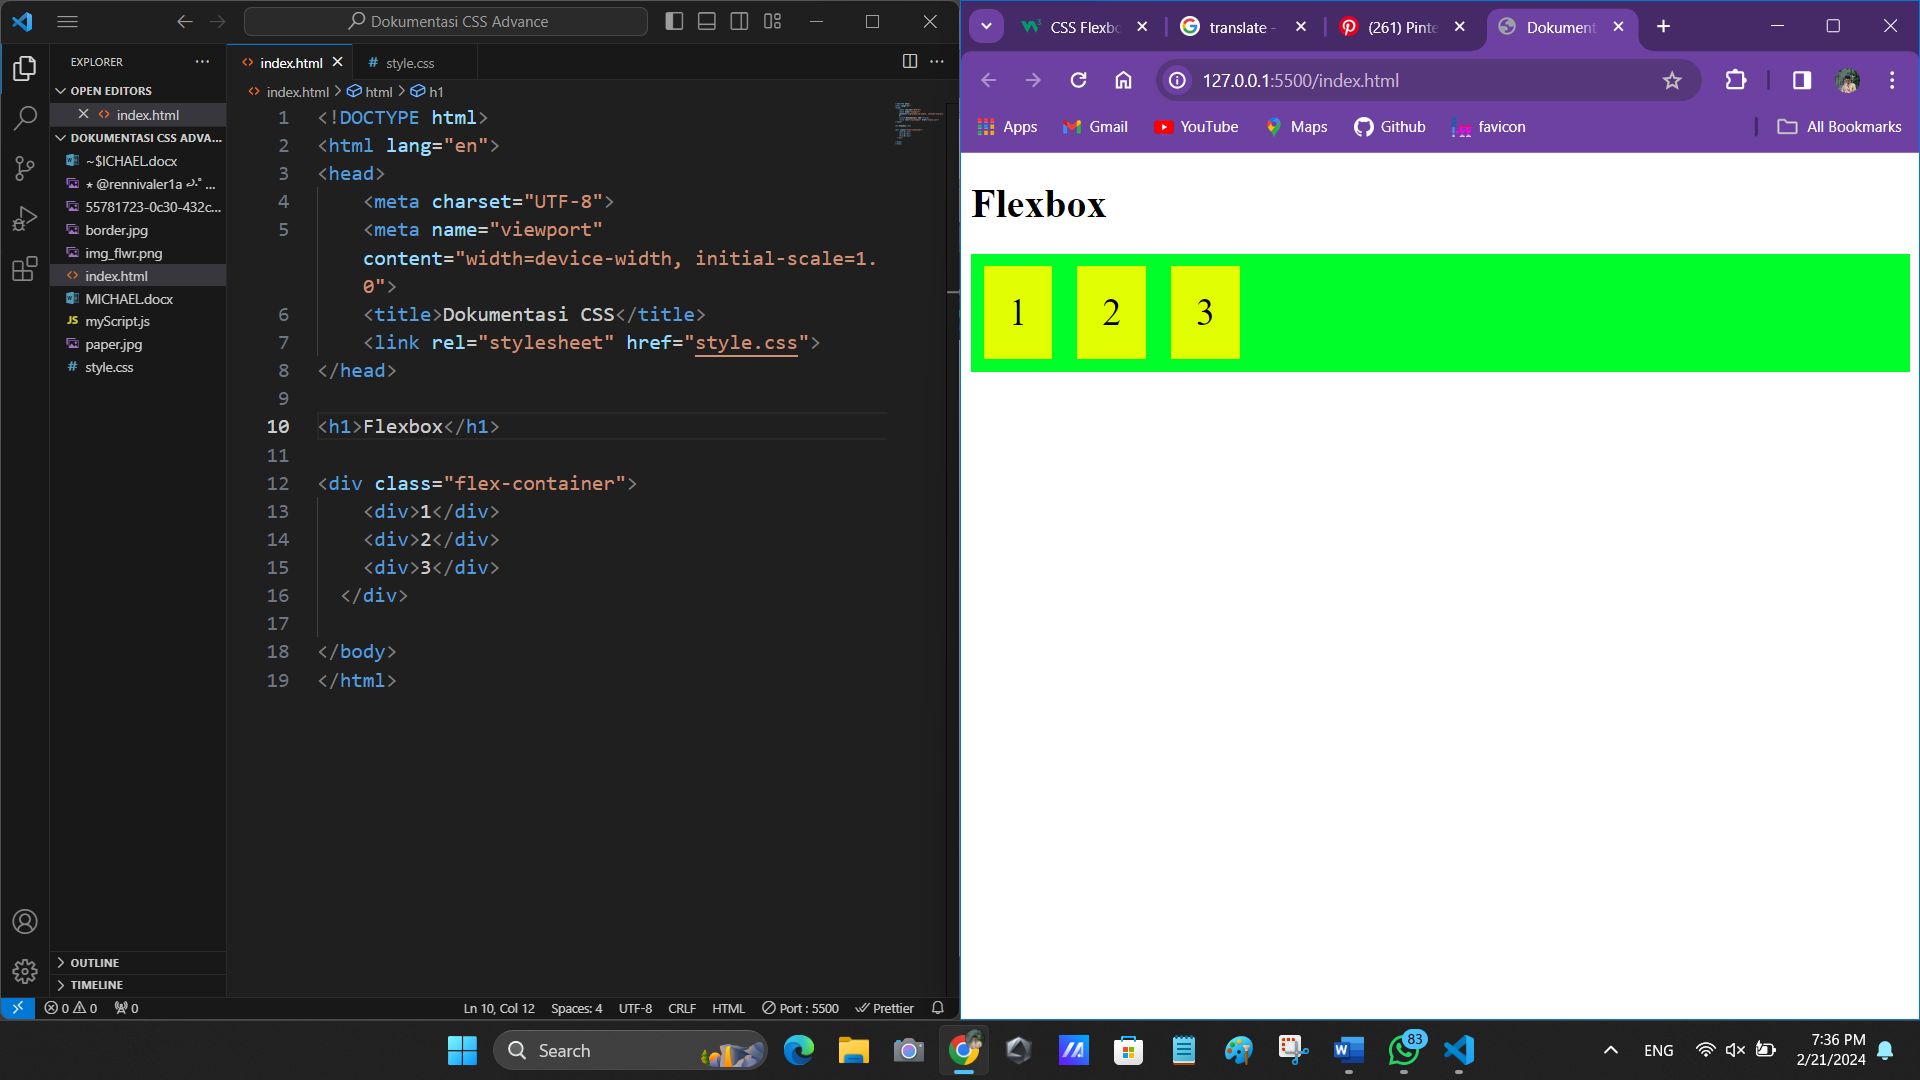 Dokumentasi CSS Advance
EXPLORER
OPEN EDITORS
index.html
DOKUMENTASI CSS ADVA...
~$ICHAEL.docx
⋆ @rennivaler1a ...
55781723-0c30-432c...
border.jpg
img_flwr.png
index.html
MICHAEL.docx
myScript.js
paper.jpg
style.css
OUTLINE
TIMELINE
index.html
style.css
index.html > html > h1
1 <!DOCTYPE html>
2 <html lang="en">
3 <head>
4 <meta charset="UTF-8">
5 <meta name="viewport"
content="width=device-width, initial-scale=1.
0">
6 <title>Dokumentasi CSS</title>
7 <link rel="stylesheet" href="style.css">
8 </head>
9
10 <h1>Flexbox</h1>
11
12 <div class="flex-container">
13 <div>1</div>
14 <div>2</div>
15 <div>3</div>
16 </div>
17
18 </body>
19 </html>
0 0 0
Ln 10, Col 12 Spaces: 4 UTF-8 CRLF HTML Port : 5500 Prettier
CSS Flexbo translate - (261) Pinte Dokument
127.0.0.1:5500/index.html
Apps Gmail YouTube Maps Github favicon All Bookmarks
Flexbox
1 2 3
Search
83
ENG
7:36 PM
2/21/2024